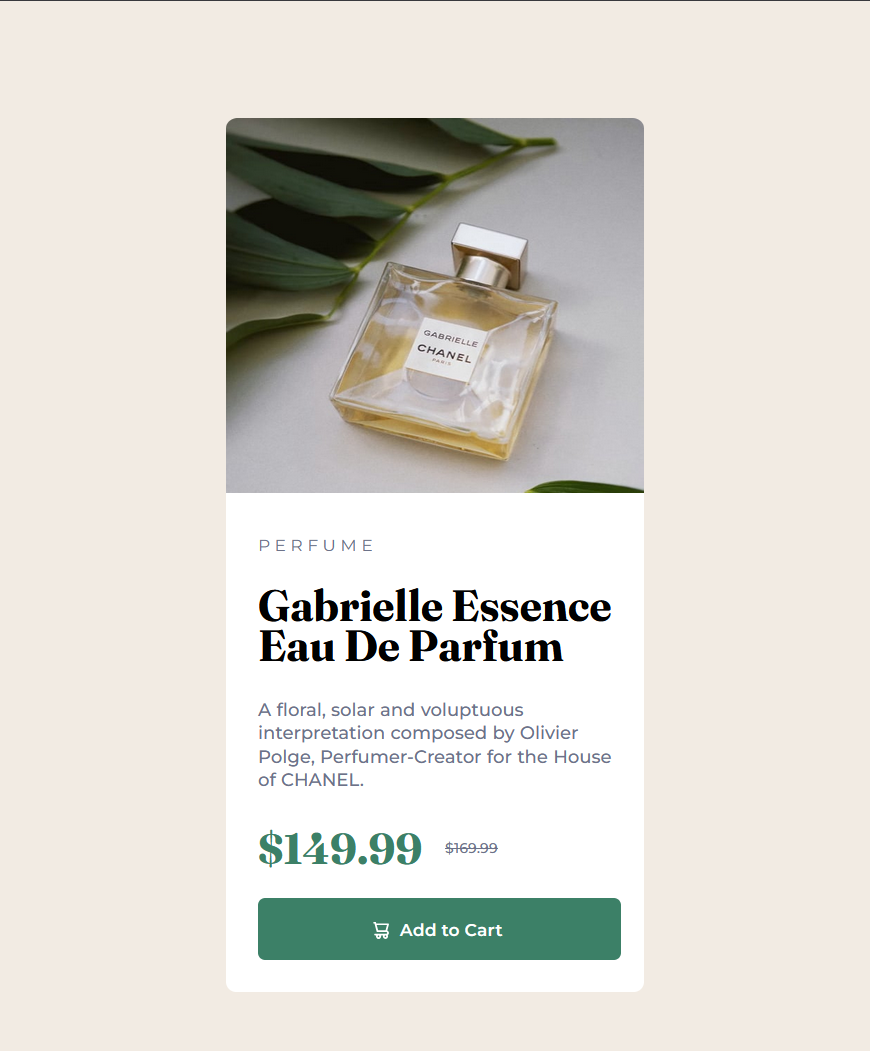 GABRIELLE
CHANEL
PARIS
PERFUME
Gabrielle Essence
Eau De Parfum
A floral, solar and voluptuous
interpretation composed by Olivier
Polge, Perfumer-Creator for the House
of CHANEL.
$149.99 $169.99
Add to Cart